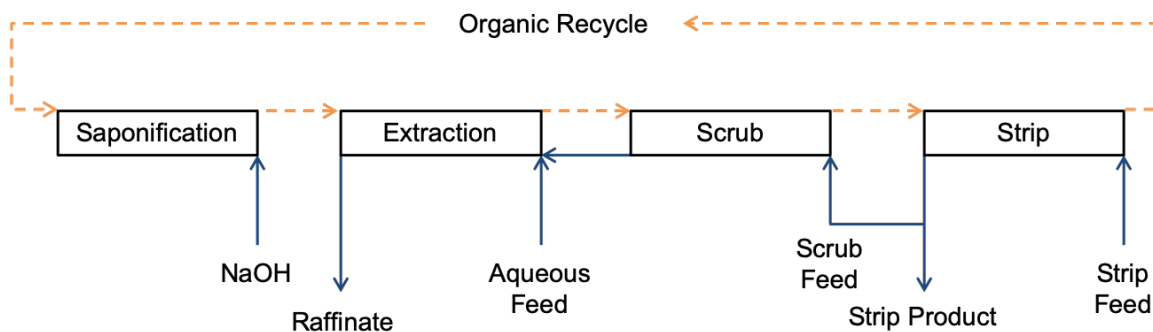 Organic Recycle
Saponification
Extraction
Scrub
Strip
NaOH
Raffinate
Aqueous
Feed
Scrub
Feed
Strip Product
Strip
Feed